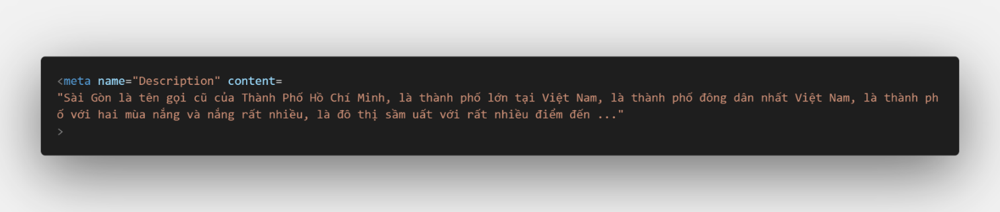 <meta name="Description" content=
"Sài Gòn là tên gọi cũ của Thành Phố Hồ Chí Minh, là thành phố lớn tại Việt Nam, là thành phố đông dân nhất Việt Nam, là thành ph
ố với hai mùa nắng và nắng rất nhiều, là đô thị sầm uất với rất nhiều điểm đến ..."
>